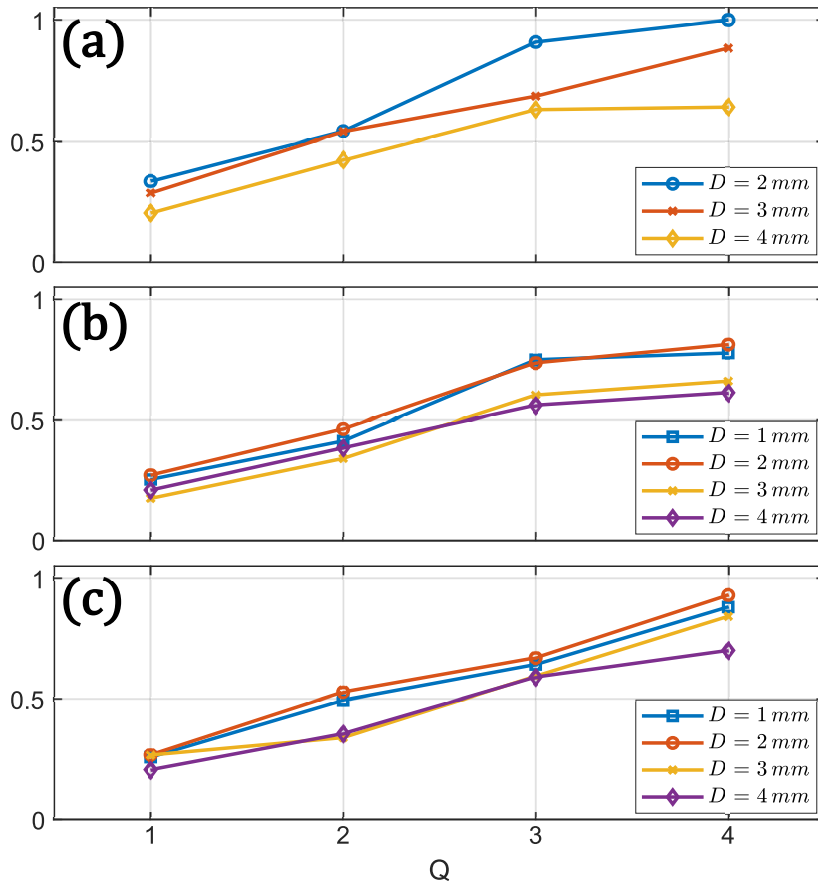 (a)
1
0.5
0
D = 2 mm
D = 3 mm
D = 4 mm
(b)
1
0.5
0
D = 1 mm
D = 2 mm
D = 3 mm
D = 4 mm
(c)
1
0.5
0
D = 1 mm
D = 2 mm
D = 3 mm
D = 4 mm
1 2 3 4
Q